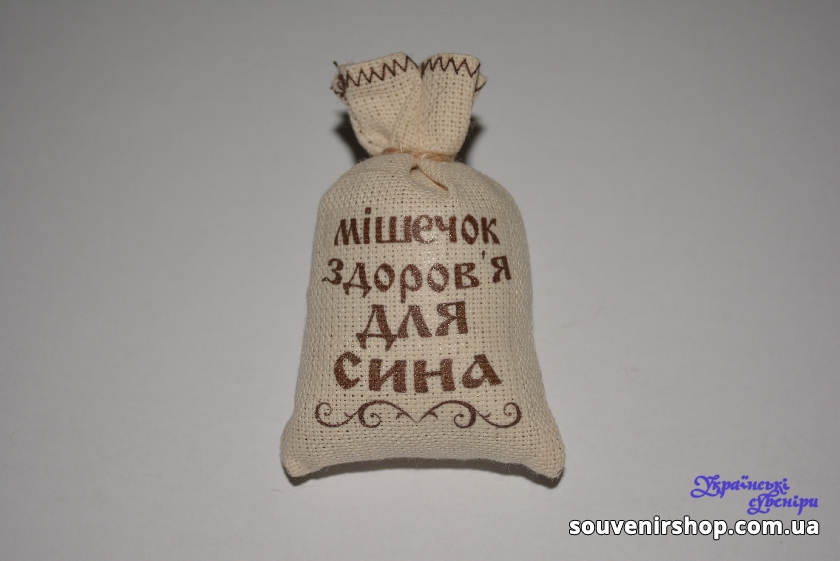 мішечок
здоров'я
для
сина
Українські
сувеніри
souvenirshop.com.ua